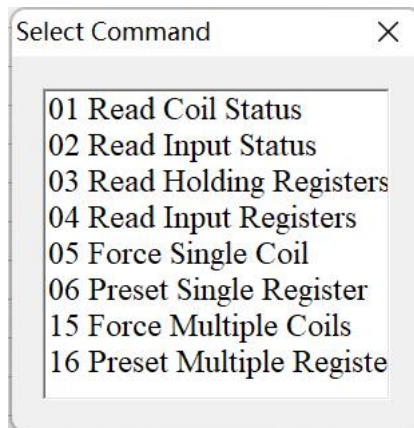 Select Command
01 Read Coil Status
02 Read Input Status
03 Read Holding Registers
04 Read Input Registers
05 Force Single Coil
06 Preset Single Register
15 Force Multiple Coils
16 Preset Multiple Registe